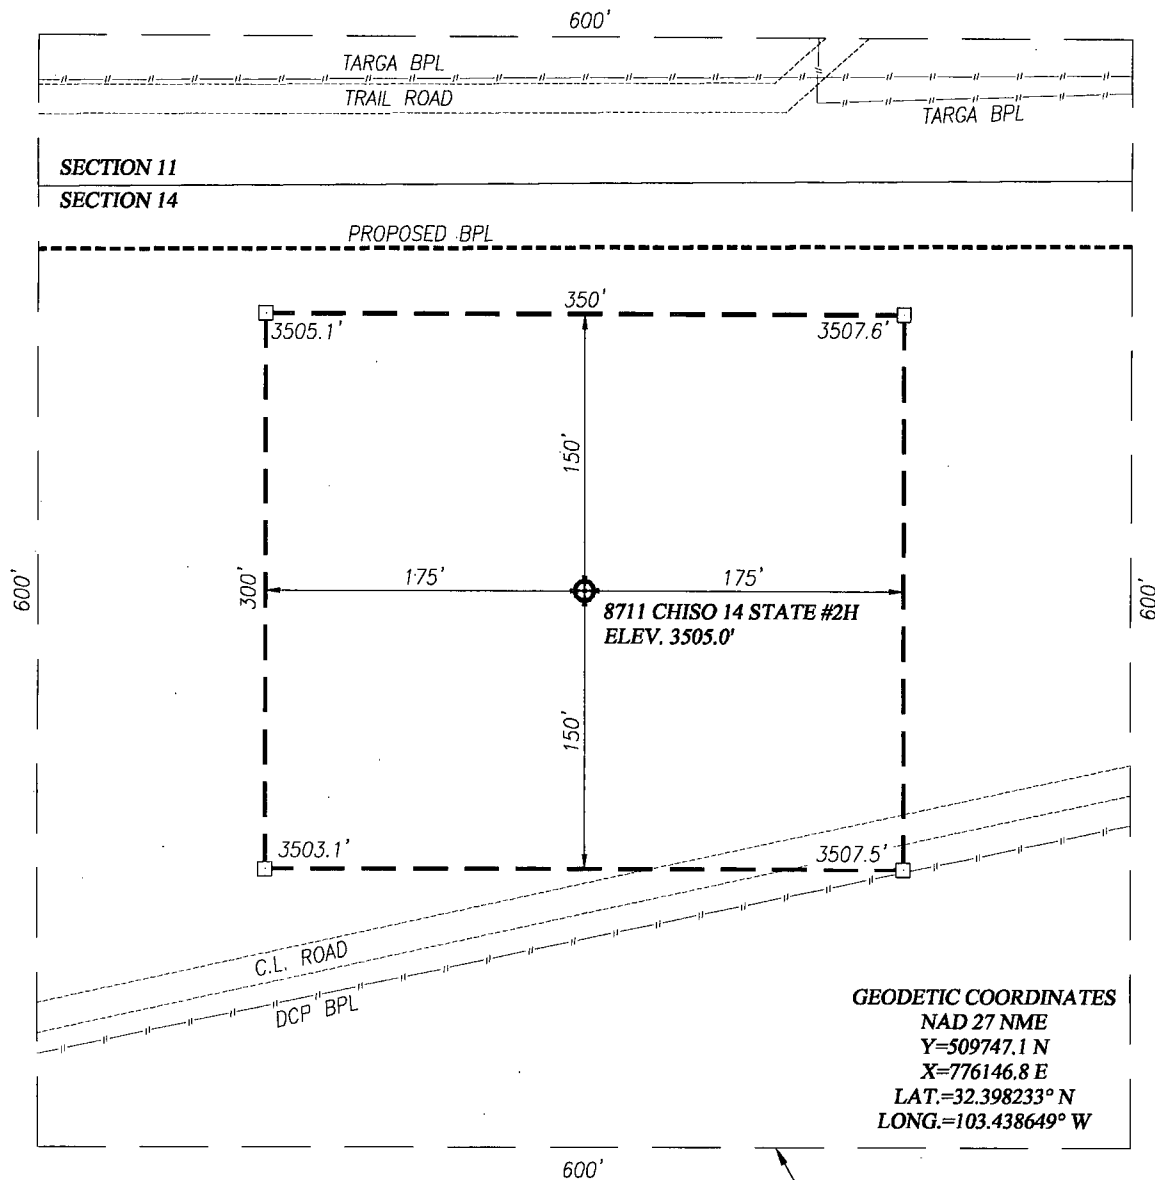 600'
TARGA BPL
TRAIL ROAD
TARGA BPL
SECTION 11
SECTION 14
PROPOSED BPL
350'
3505.1'
3507.6'
150'
600'
300'
175'
175'
600'
8711 CHISO 14 STATE #2H
ELEV. 3505.0'
150'
3503.1'
3507.5'
C.L. ROAD
DCP BPL
GEODETIC COORDINATES
NAD 27 NME
Y=509747.1 N
X=776146.8 E
LAT.=32.398233° N
LONG.=103.438649° W
600'